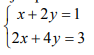 x + 2y = 1
2x + 4y = 3